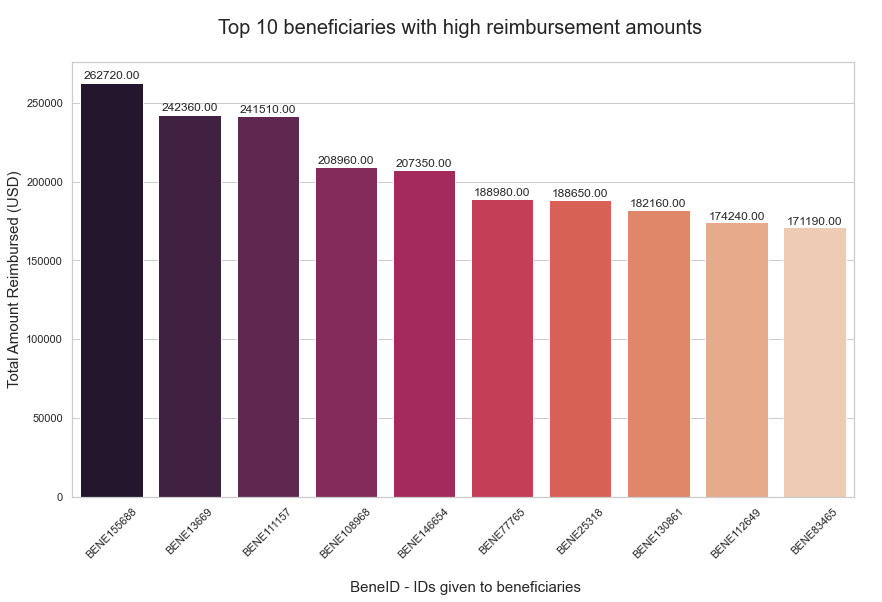 Top 10 beneficiaries with high reimbursement amounts
Total Amount Reimbursed (USD)
250000
200000
150000
100000
50000
0
262720.00
242360.00
241510.00
208960.00
207350.00
188980.00
188650.00
182160.00
174240.00
171190.00
BENE155688
BENE13669
BENE111157
BENE108968
BENE146654
BENE77765
BENE25318
BENE130861
BENE112649
BENE83465
BeneID - IDs given to beneficiaries